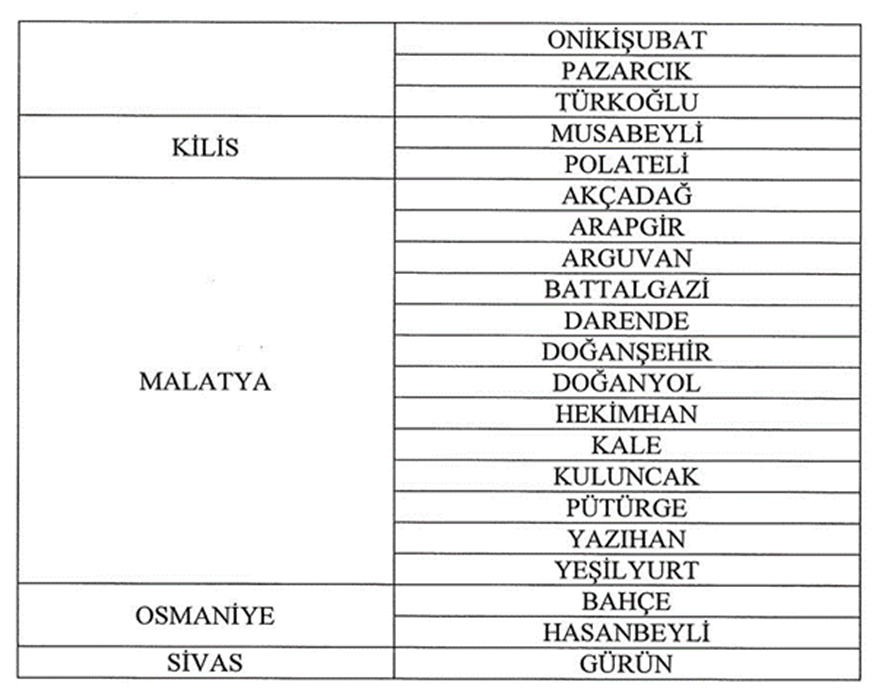 ONİKİŞUBAT
PAZARCIK
TÜRKOĞLU
KİLİS
MUSABEYLİ
POLATELİ
MALATYA
AKÇADAĞ
ARAPGİR
ARGUVAN
BATTALGAZİ
DARENDE
DOĞANŞEHİR
DOĞANYOL
HEKİMHAN
KALE
KULUNCAK
PÜTÜRGE
YAZIHAN
YEŞİLYURT
OSMANİYE
BAHÇE
HASANBEYLİ
SİVAS
GÜRÜN